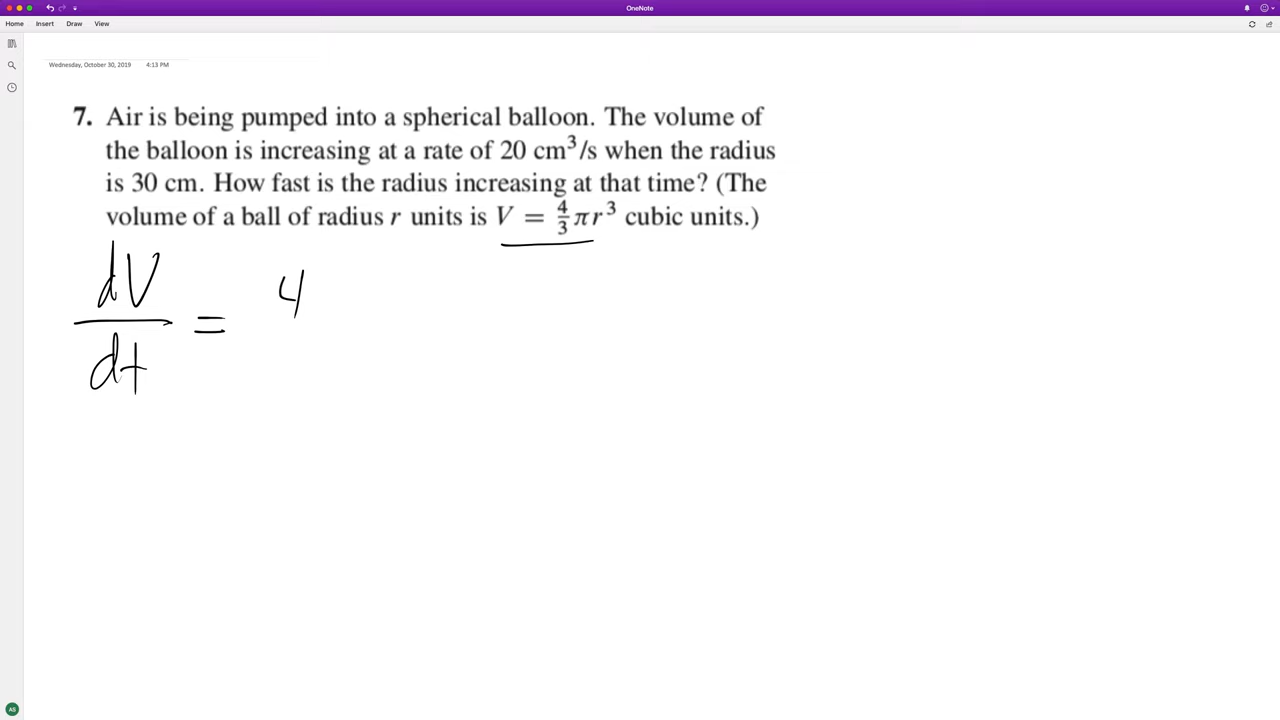 OneNote
Home Insert Draw View
Wednesday, October 30, 2019 4:13 PM
7. Air is being pumped into a spherical balloon. The volume of
the balloon is increasing at a rate of 20 cm³/s when the radius
is 30 cm. How fast is the radius increasing at that time? (The
volume of a ball of radius r units is V = 4/3 πr³ cubic units.)
dV/dt = 4
AS